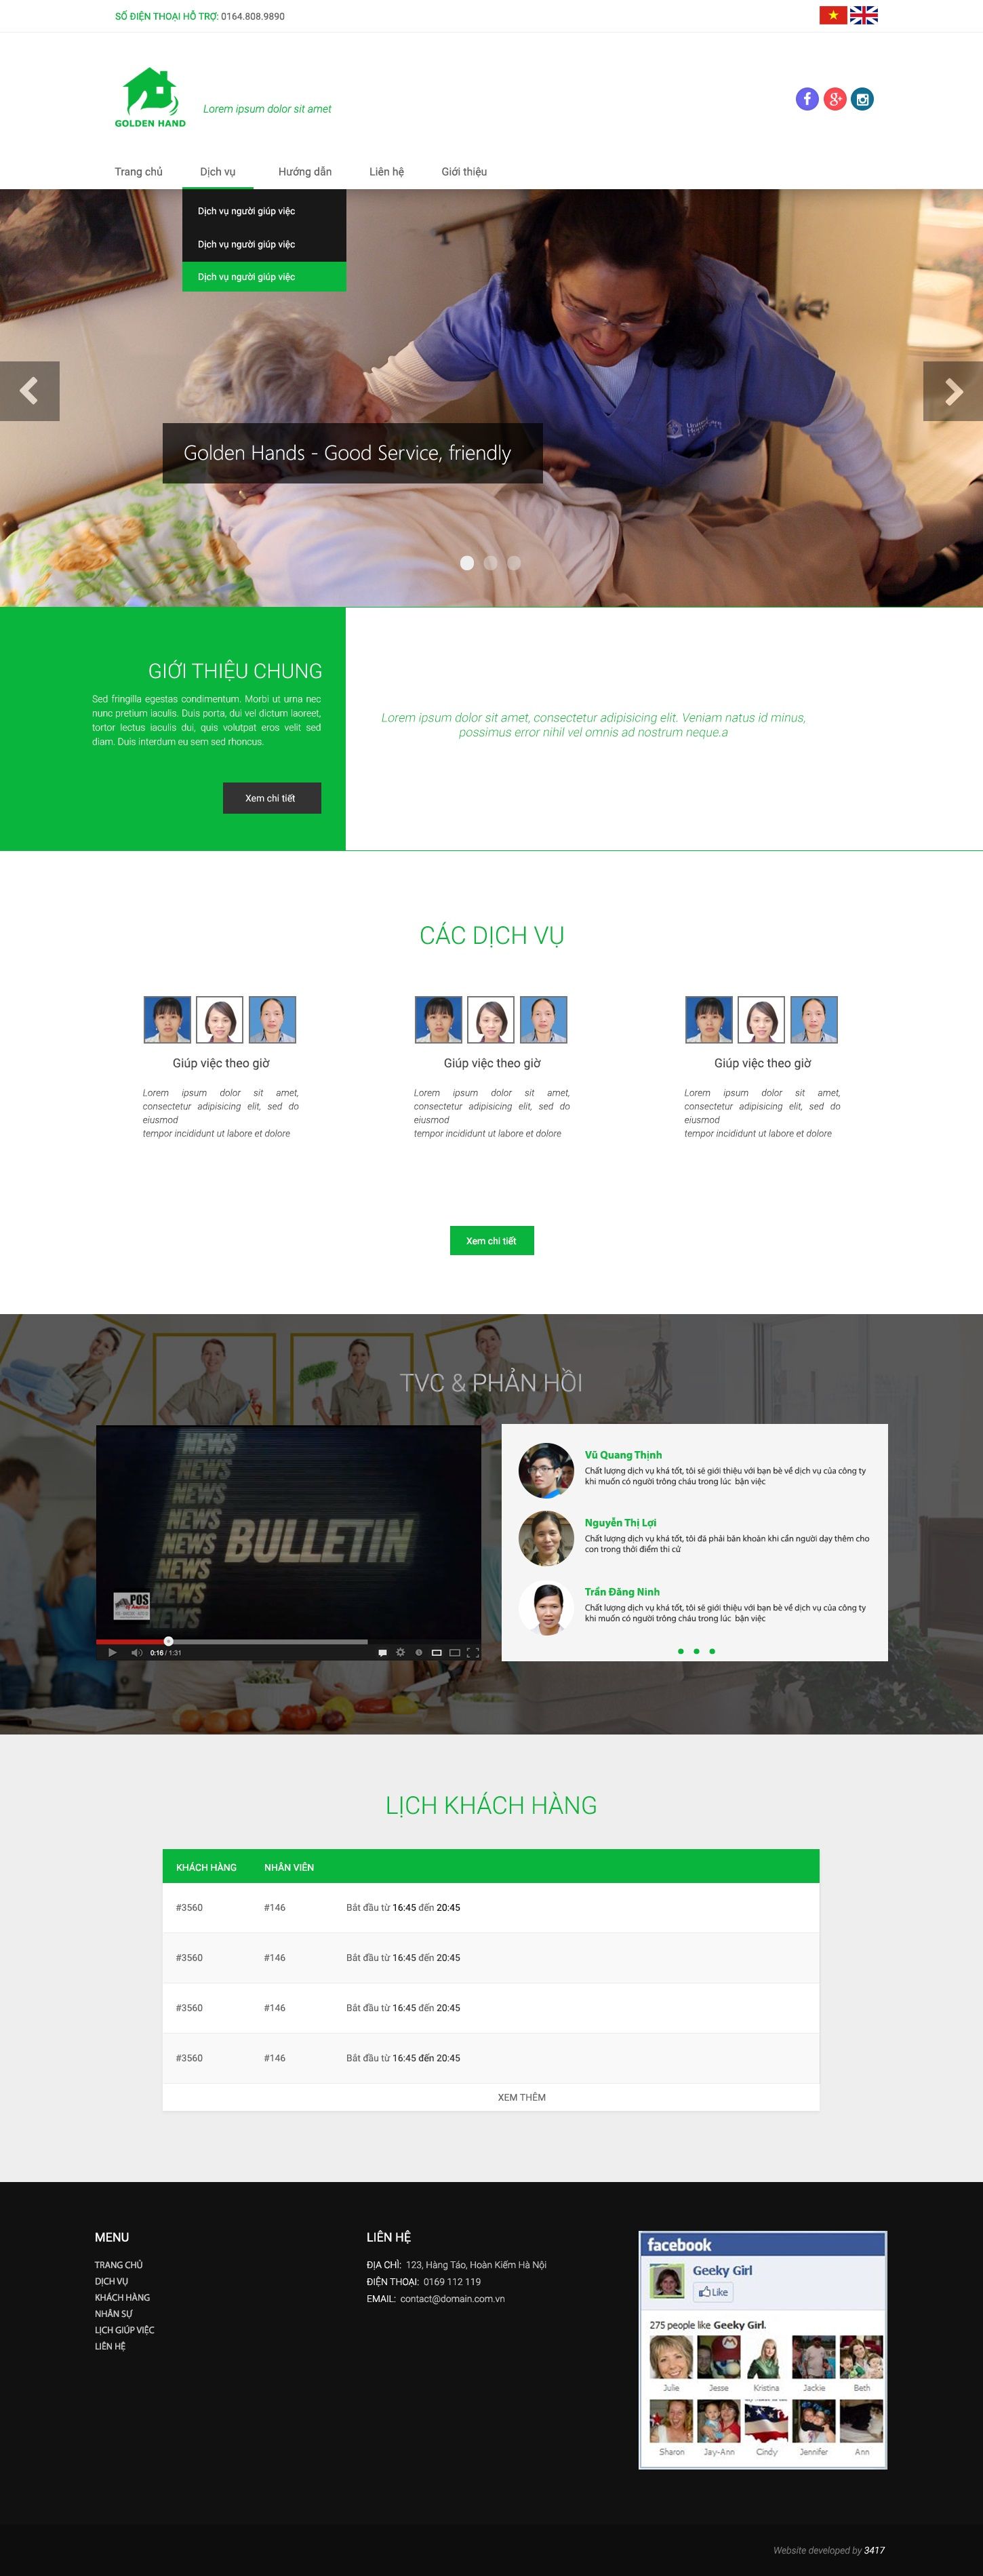 SỐ ĐIỆN THOẠI HỖ TRỢ: 0164.808.9890
GOLDEN HAND
Lorem ipsum dolor sit amet
Trang chủ
Dịch vụ
Hướng dẫn
Liên hệ
Giới thiệu
Dịch vụ người giúp việc
Dịch vụ người giúp việc
Dịch vụ người giúp việc
Golden Hands - Good Service, friendly
GIỚI THIỆU CHUNG
Sed fringilla egestas condimentum. Morbi ut urna nec
nunc pretium iaculis. Duis porta, dui vel dictum laoreet,
tortor lectus iaculis dui, quis volutpat eros velit sed
diam. Duis interdum eu sem sed rhoncus.
Xem chi tiết
Lorem ipsum dolor sit amet, consectetur adipisicing elit. Veniam natus id minus,
possimus error nihil vel omnis ad nostrum neque.a
CÁC DỊCH VỤ
Giúp việc theo giờ
Lorem ipsum dolor sit amet,
consectetur adipisicing elit, sed do
eiusmod
tempor incididunt ut labore et dolore
Giúp việc theo giờ
Lorem ipsum dolor sit amet,
consectetur adipisicing elit, sed do
eiusmod
tempor incididunt ut labore et dolore
Giúp việc theo giờ
Lorem ipsum dolor sit amet,
consectetur adipisicing elit, sed do
eiusmod
tempor incididunt ut labore et dolore
Xem chi tiết
TVC & PHẢN HỒI
NEWS
NEWS
NEWS
NEWS
BULLETIN
NEWS
NEWS
NEWS
POS
0:16 / 1:31
Vũ Quang Thịnh
Chất lượng dịch vụ khá tốt, tôi sẽ giới thiệu với bạn bè về dịch vụ của công ty
khi muốn có người trông cháu trong lúc bận việc
Nguyễn Thị Lợi
Chất lượng dịch vụ khá tốt, tôi đã phải băn khoăn khi cần người dạy thêm cho
con trong thời điểm thi cử
Trần Đăng Ninh
Chất lượng dịch vụ khá tốt, tôi sẽ giới thiệu với bạn bè về dịch vụ của công ty
khi muốn có người trông cháu trong lúc bận việc
LỊCH KHÁCH HÀNG
KHÁCH HÀNG NHÂN VIÊN
#3560 #146 Bắt đầu từ 16:45 đến 20:45
#3560 #146 Bắt đầu từ 16:45 đến 20:45
#3560 #146 Bắt đầu từ 16:45 đến 20:45
#3560 #146 Bắt đầu từ 16:45 đến 20:45
XEM THÊM
MENU
TRANG CHỦ
DỊCH VỤ
KHÁCH HÀNG
NHÂN SỰ
LỊCH GIÚP VIỆC
LIÊN HỆ
LIÊN HỆ
ĐỊA CHỈ: 123, Hàng Táo, Hoàn Kiếm Hà Nội
ĐIỆN THOẠI: 0169 112 119
EMAIL: contact@domain.com.vn
facebook
Geeky Girl
Like
275 people like Geeky Girl.
Julie Jesse Kristina Jackie Beth
Sharon Jay-Ann Cindy Jennifer Ann
Website developed by 3417